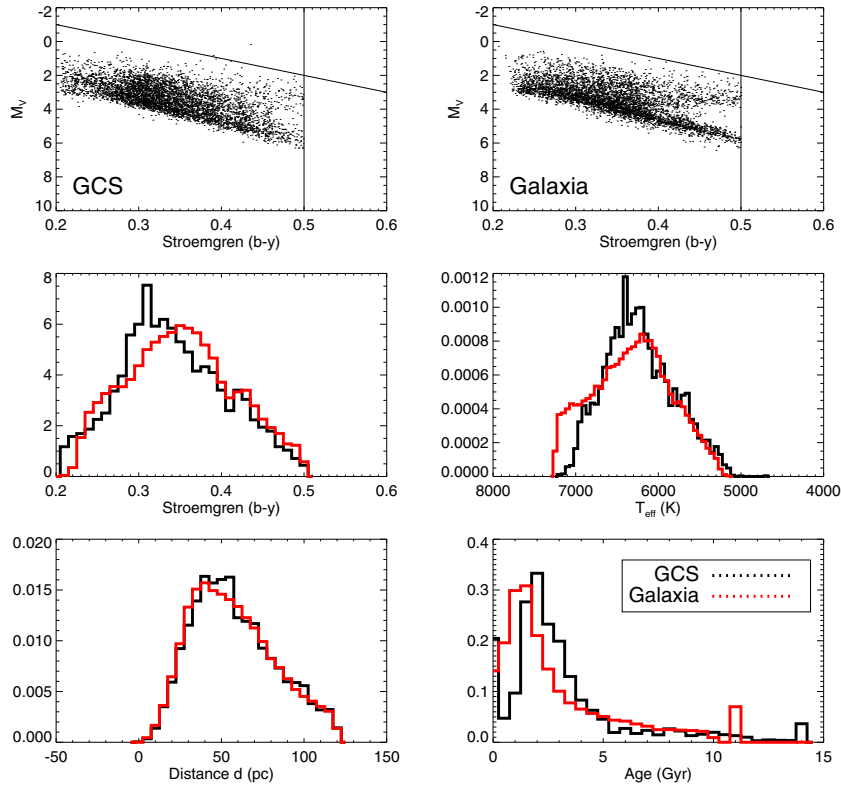 -2
0
2
4
6
8
10
M_V
GCS
0.2 0.3 0.4 0.5 0.6
Stroemgren (b-y)
-2
0
2
4
6
8
10
M_V
Galaxia
0.2 0.3 0.4 0.5 0.6
Stroemgren (b-y)
8
6
4
2
0
0.2 0.3 0.4 0.5 0.6
Stroemgren (b-y)
0.0012
0.0010
0.0008
0.0006
0.0004
0.0002
0.0000
8000 7000 6000 5000 4000
T_eff (K)
0.020
0.015
0.010
0.005
0.000
-50 0 50 100 150
Distance d (pc)
0.4
0.3
0.2
0.1
0.0
GCS
Galaxia
0 5 10 15
Age (Gyr)